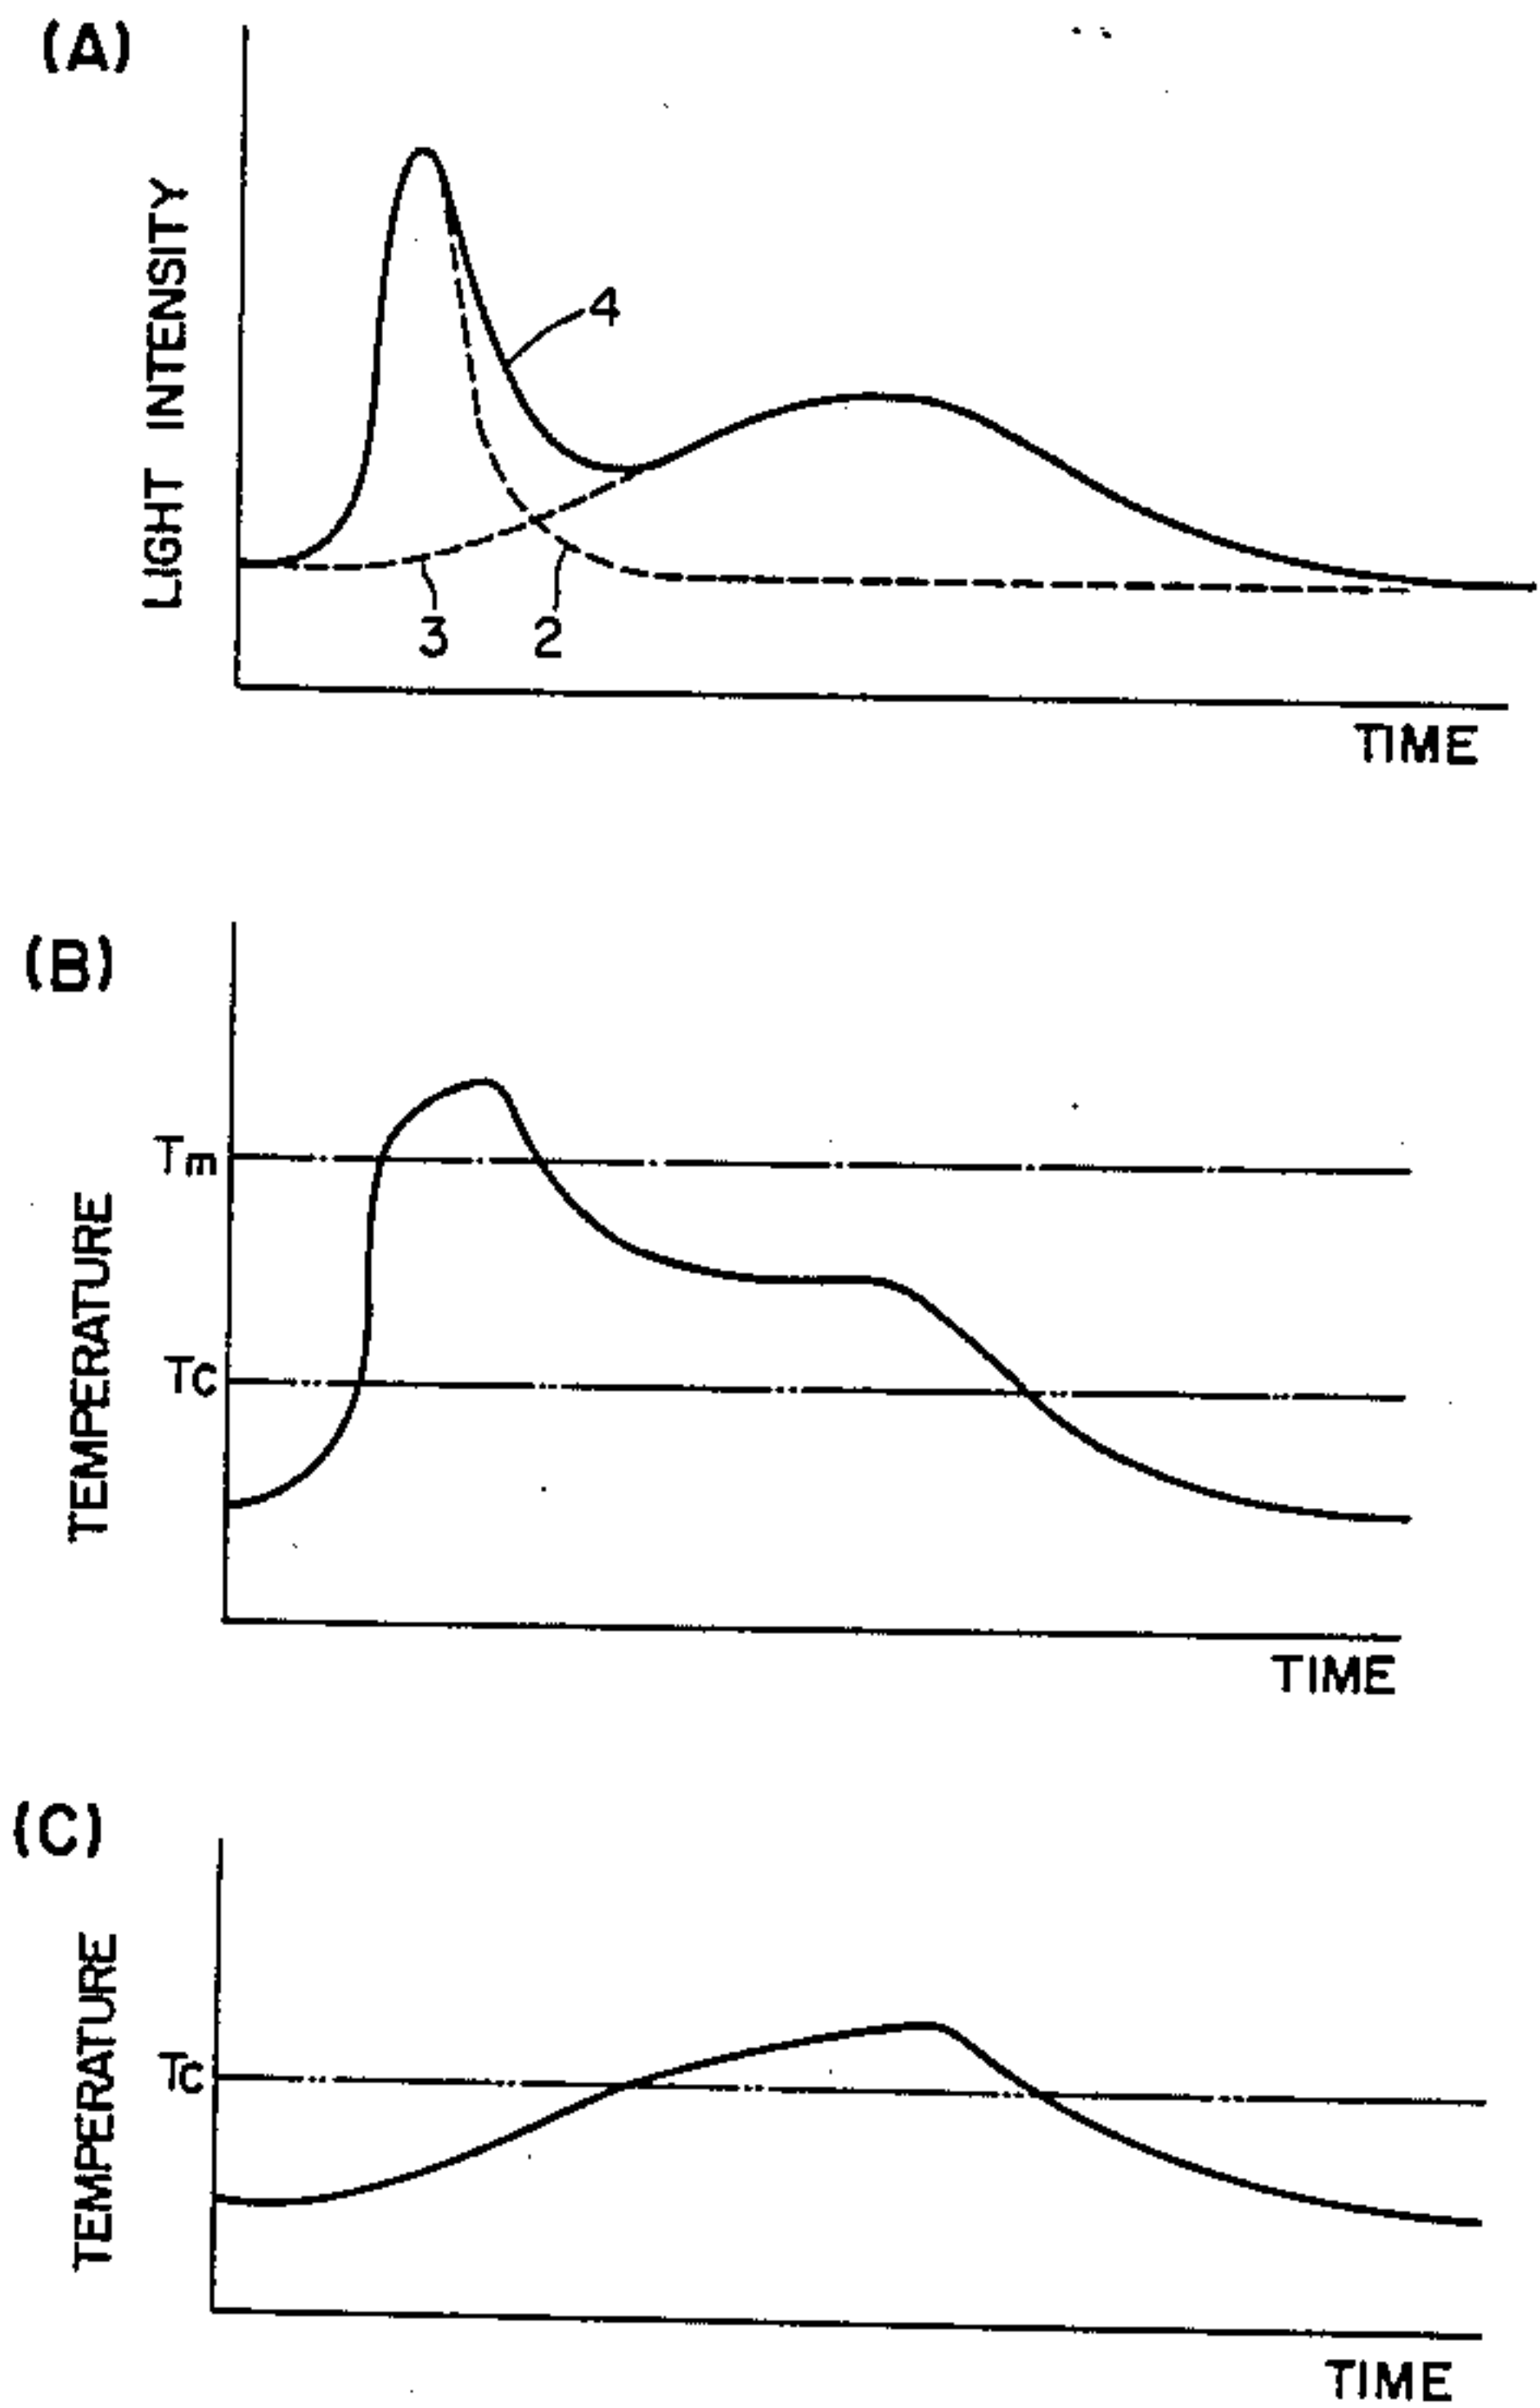 (A)
LIGHT INTENSITY
4
3
2
TIME
(B)
TEMPERATURE
Tm
Tc
TIME
(C)
TEMPERATURE
Tc
TIME